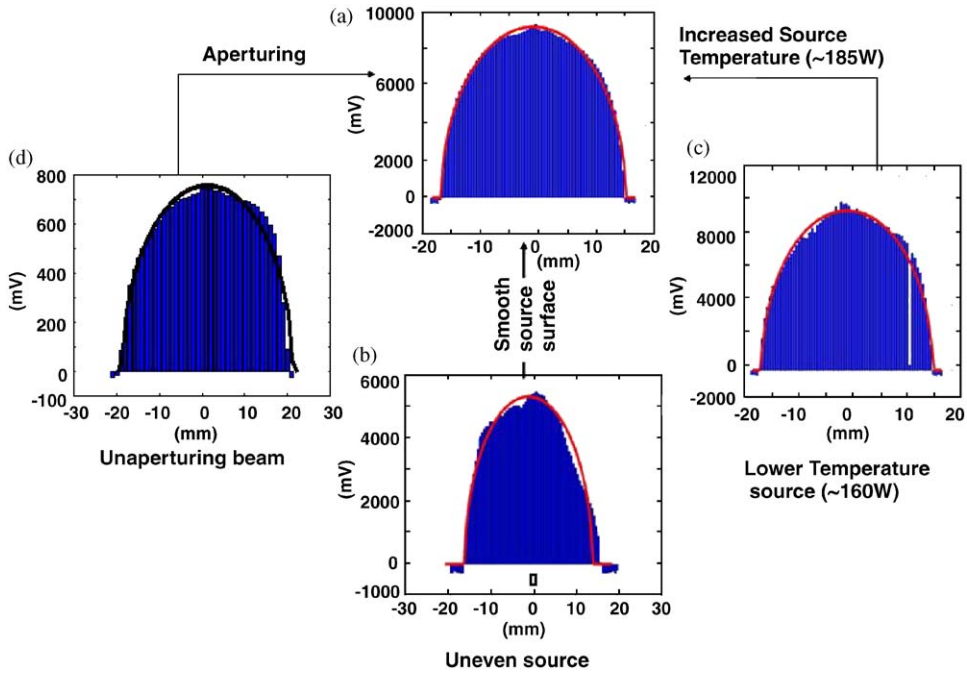 (a)
10000
9000
(mV)
6000
2000
0
-2000
-20
-10
0
10
20
(mm)
Aperturing
Increased Source
Temperature (~185W)
(d)
800
600
400
(mV)
200
0
-100
-30
-20
-10
0
10
20
30
(mm)
Unaperturing beam
Smooth
source
surface
(b)
6000
4000
(mV)
2000
0
-1000
-30
-20
-10
0
10
20
30
(mm)
Uneven source
(c)
12000
8000
(mV)
4000
0
-2000
-20
-10
0
10
20
(mm)
Lower Temperature
source (~160W)